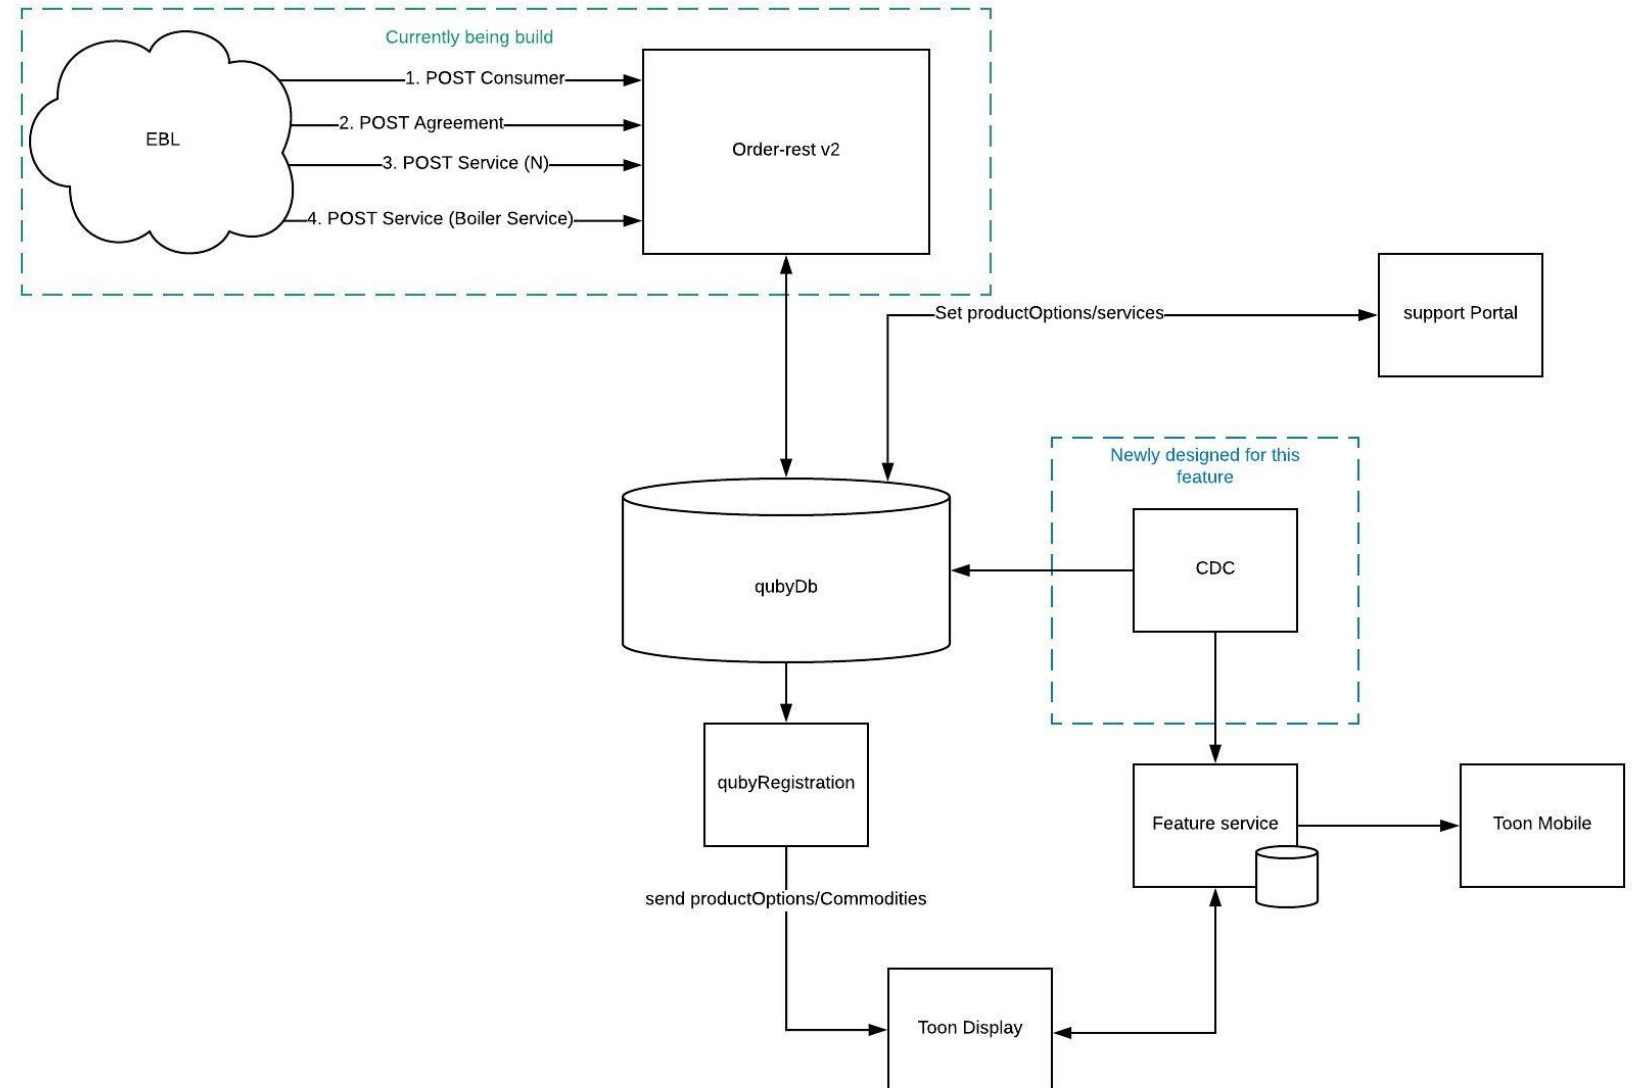 Currently being build
1. POST Consumer
2. POST Agreement
EBL
Order-rest v2
3. POST Service (N)
4. POST Service (Boiler Service)
Set productOptions/services
support Portal
Newly designed for this
feature
CDC
qubyDb
qubyRegistration
Feature service
Toon Mobile
send productOptions/Commodities
Toon Display